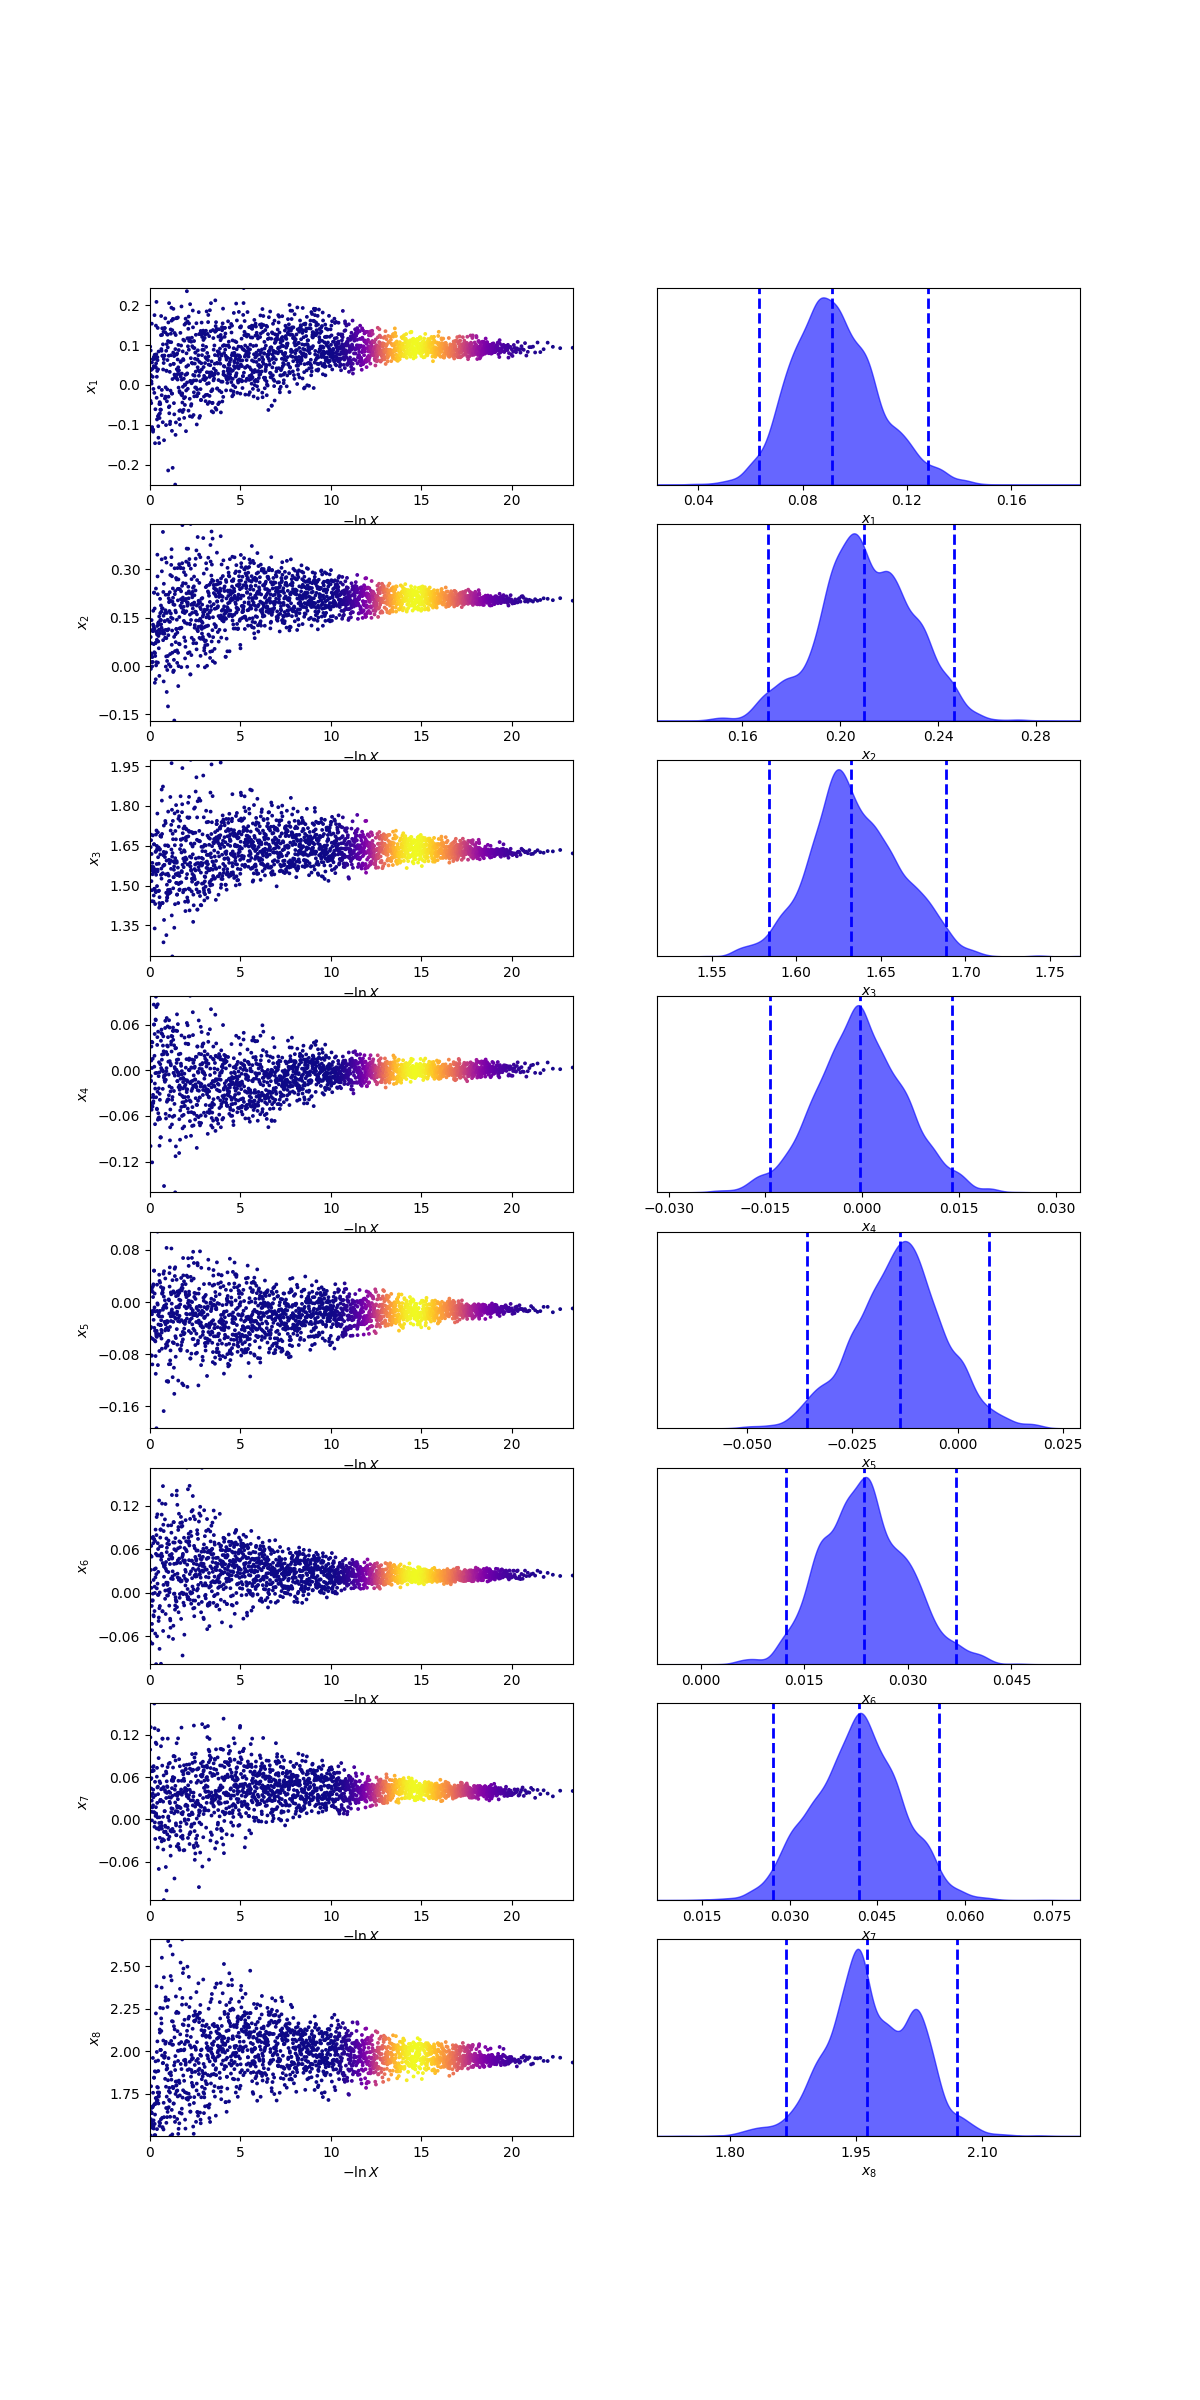 0.2
0.1
0.0
−0.1
−0.2
x₁
0 5 10 15 20
−ln X
0.04 0.08 0.12 0.16
x₁
0.30
0.15
0.00
−0.15
x₂
0 5 10 15 20
−ln X
0.16 0.20 0.24 0.28
x₂
1.95
1.80
1.65
1.50
1.35
x₃
0 5 10 15 20
−ln X
1.55 1.60 1.65 1.70 1.75
x₃
0.06
0.00
−0.06
−0.12
x₄
0 5 10 15 20
−ln X
−0.030 −0.015 0.000 0.015 0.030
x₄
0.08
0.00
−0.08
−0.16
x₅
0 5 10 15 20
−ln X
−0.050 −0.025 0.000 0.025
x₅
0.12
0.06
0.00
−0.06
x₆
0 5 10 15 20
−ln X
0.000 0.015 0.030 0.045
x₆
0.12
0.06
0.00
−0.06
x₇
0 5 10 15 20
−ln X
0.015 0.030 0.045 0.060 0.075
x₇
2.50
2.25
2.00
1.75
x₈
0 5 10 15 20
−ln X
1.80 1.95 2.10
x₈